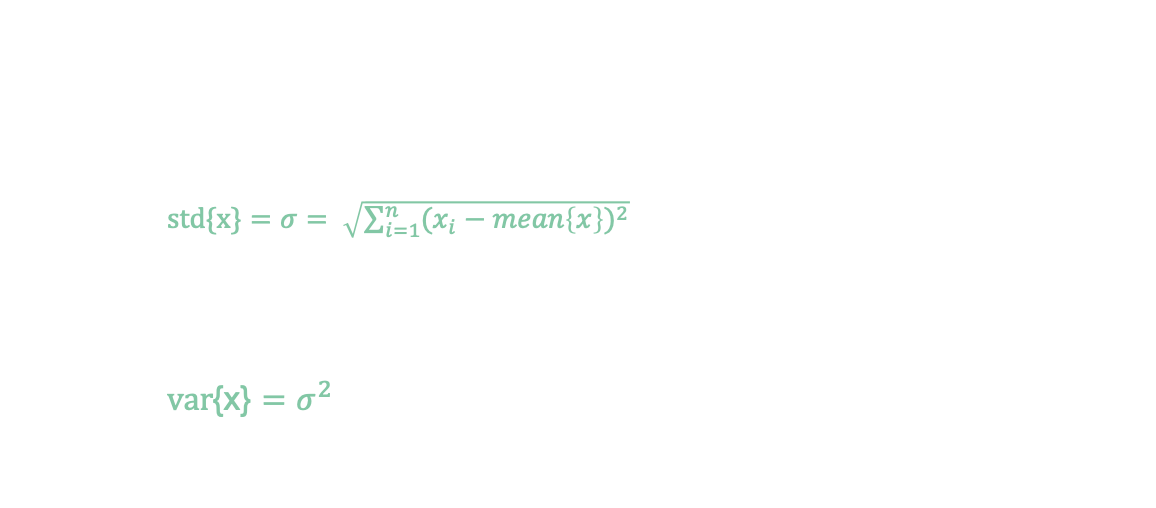 std{x} = σ = √∑ⁿᵢ₌₁(xᵢ − mean{x})²
var{x} = σ²